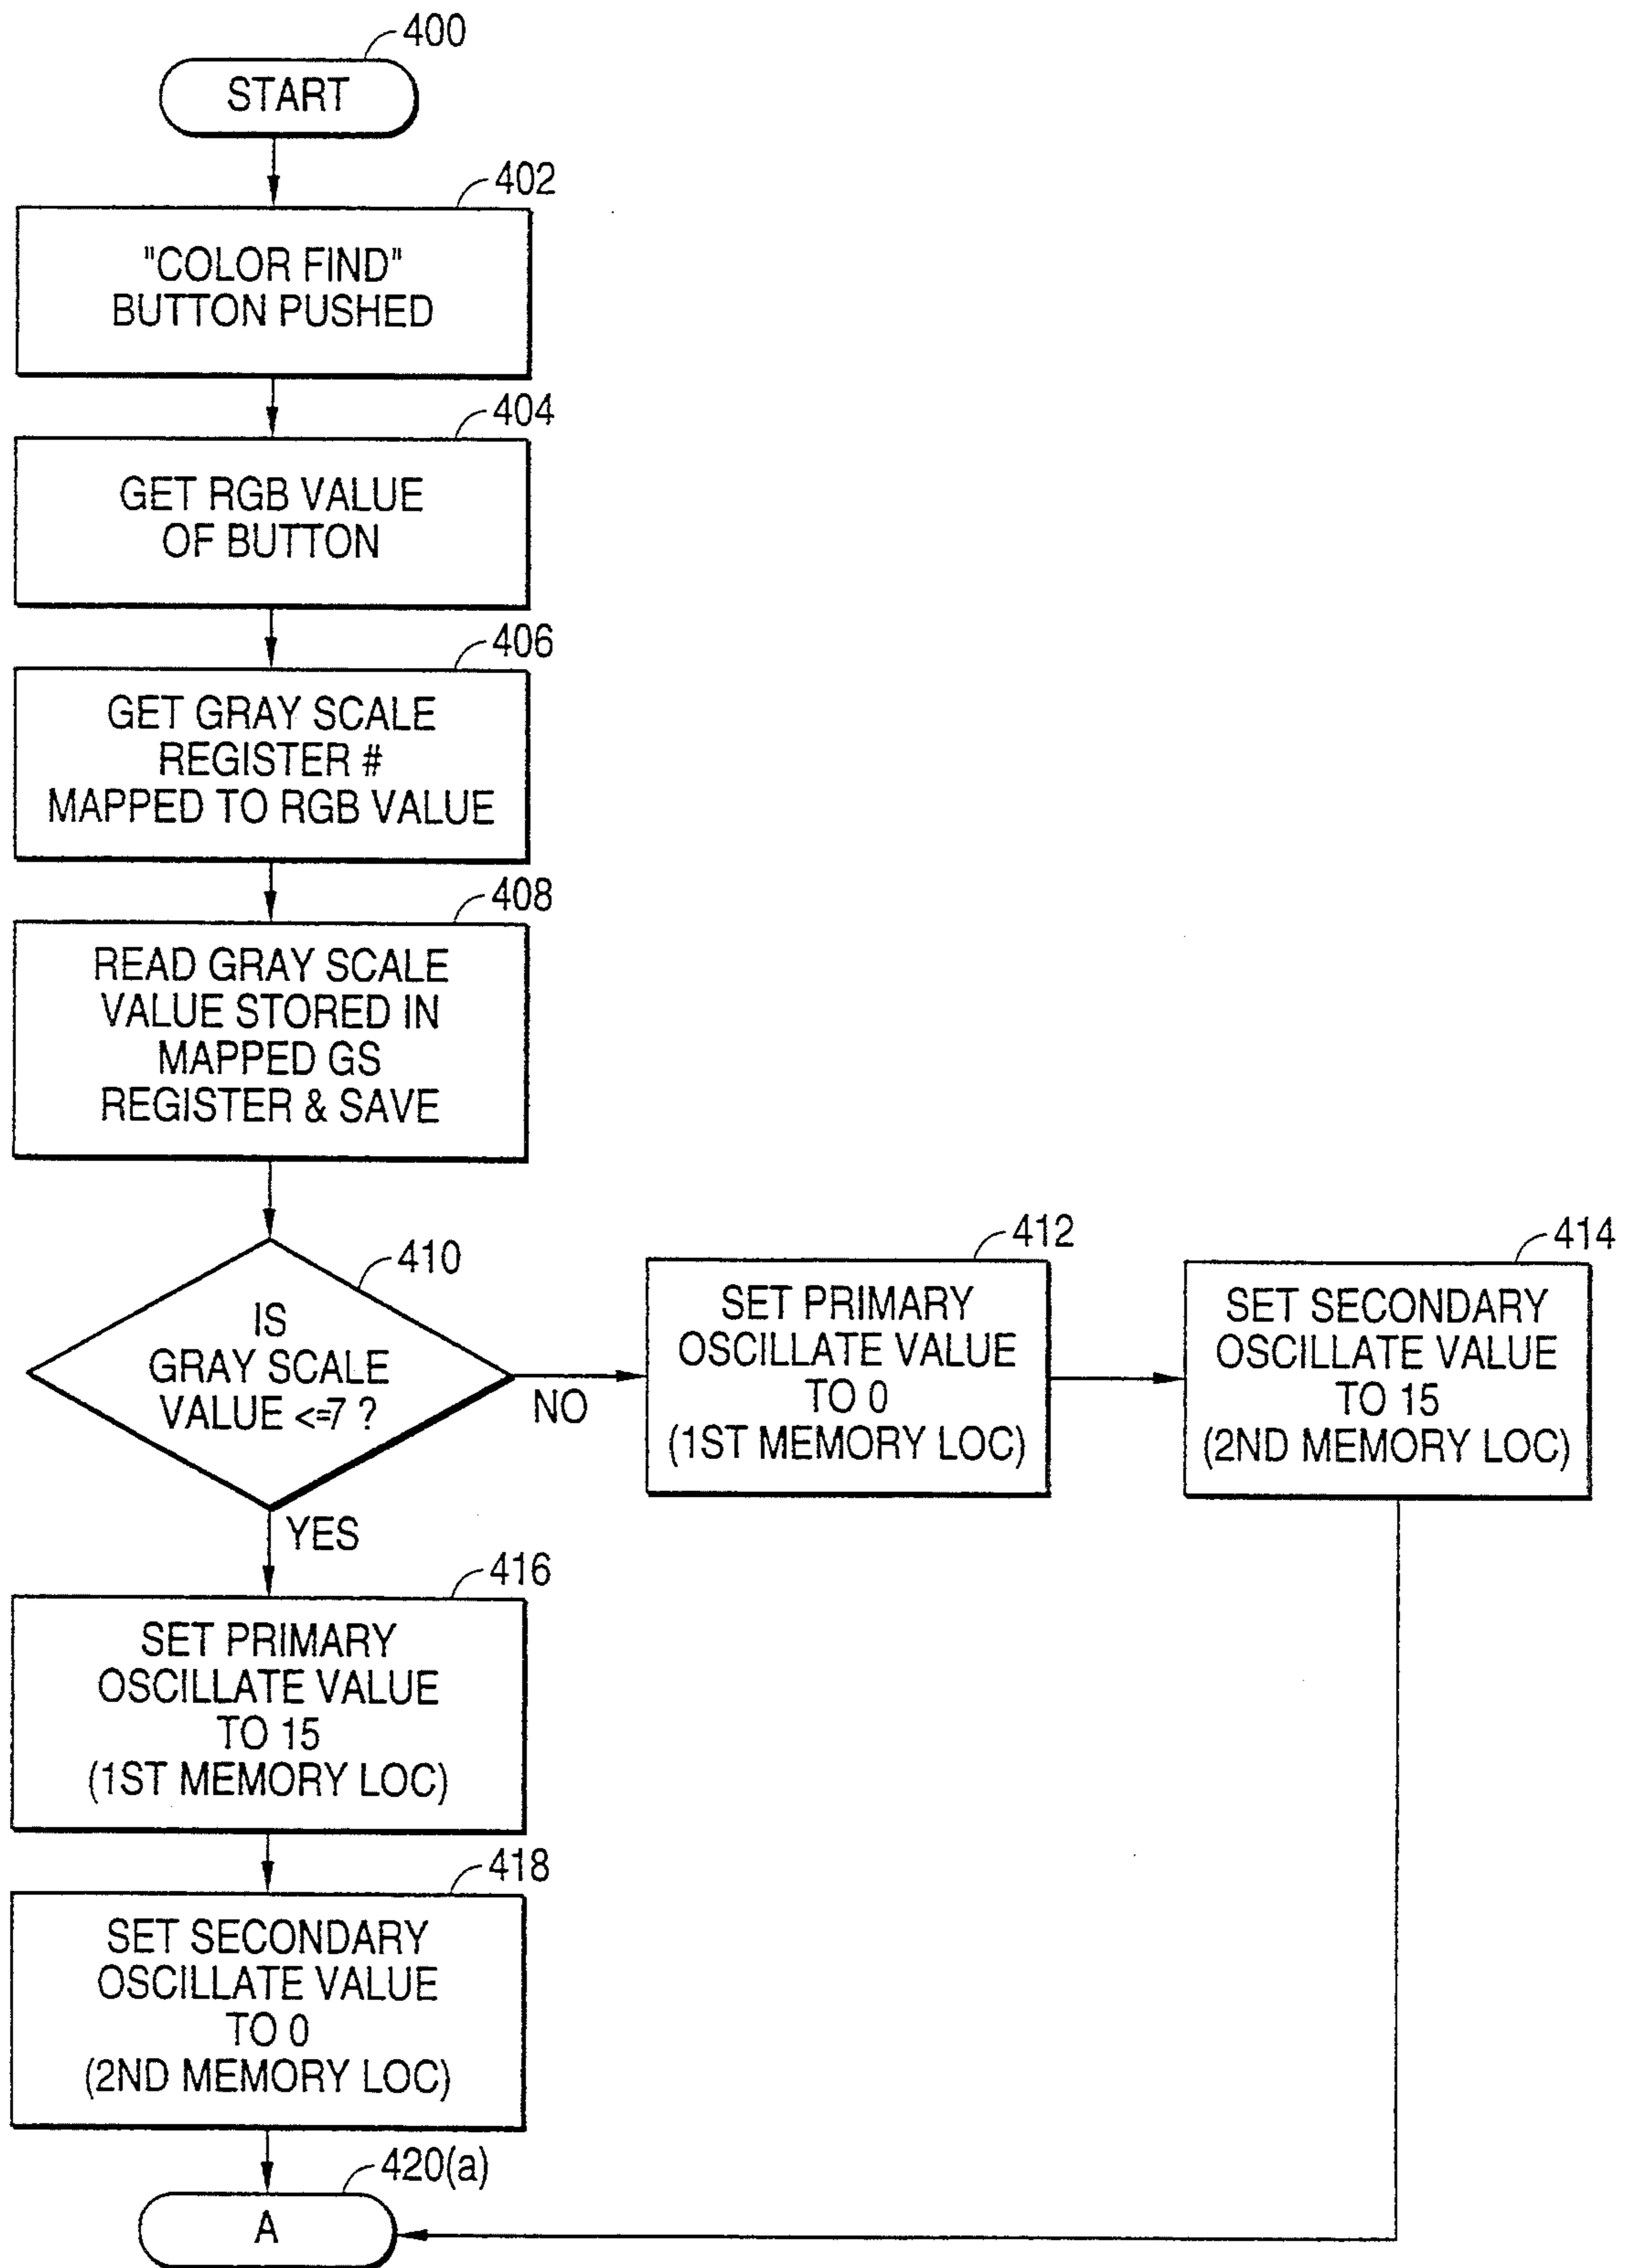 400
START
402
"COLOR FIND"
BUTTON PUSHED
404
GET RGB VALUE
OF BUTTON
406
GET GRAY SCALE
REGISTER #
MAPPED TO RGB VALUE
408
READ GRAY SCALE
VALUE STORED IN
MAPPED GS
REGISTER & SAVE
410
IS
GRAY SCALE
VALUE <=7 ?
NO
412
SET PRIMARY
OSCILLATE VALUE
TO 0
(1ST MEMORY LOC)
414
SET SECONDARY
OSCILLATE VALUE
TO 15
(2ND MEMORY LOC)
YES
416
SET PRIMARY
OSCILLATE VALUE
TO 15
(1ST MEMORY LOC)
418
SET SECONDARY
OSCILLATE VALUE
TO 0
(2ND MEMORY LOC)
420(a)
A